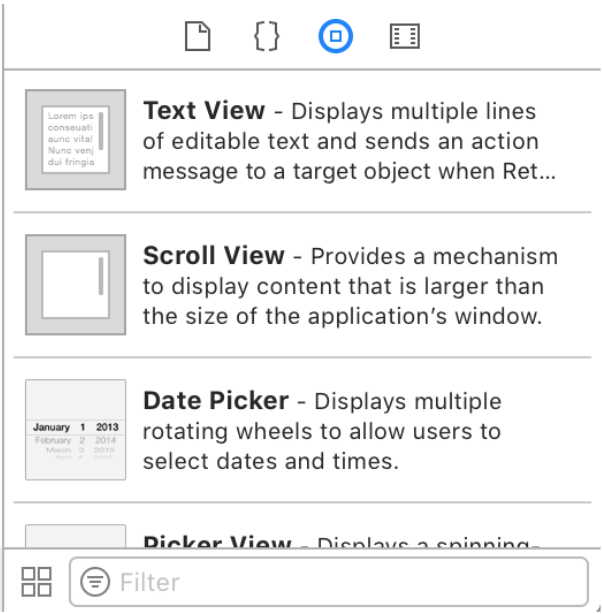 Lorem ips
conseuati
aunc vital
Nunc venj
dui fringia
Text View - Displays multiple lines
of editable text and sends an action
message to a target object when Ret...
Scroll View - Provides a mechanism
to display content that is larger than
the size of the application's window.
January 1 2013
February 2 2014
March 3 2015
Date Picker - Displays multiple
rotating wheels to allow users to
select dates and times.
Picker View - Displays a spinning-
Filter